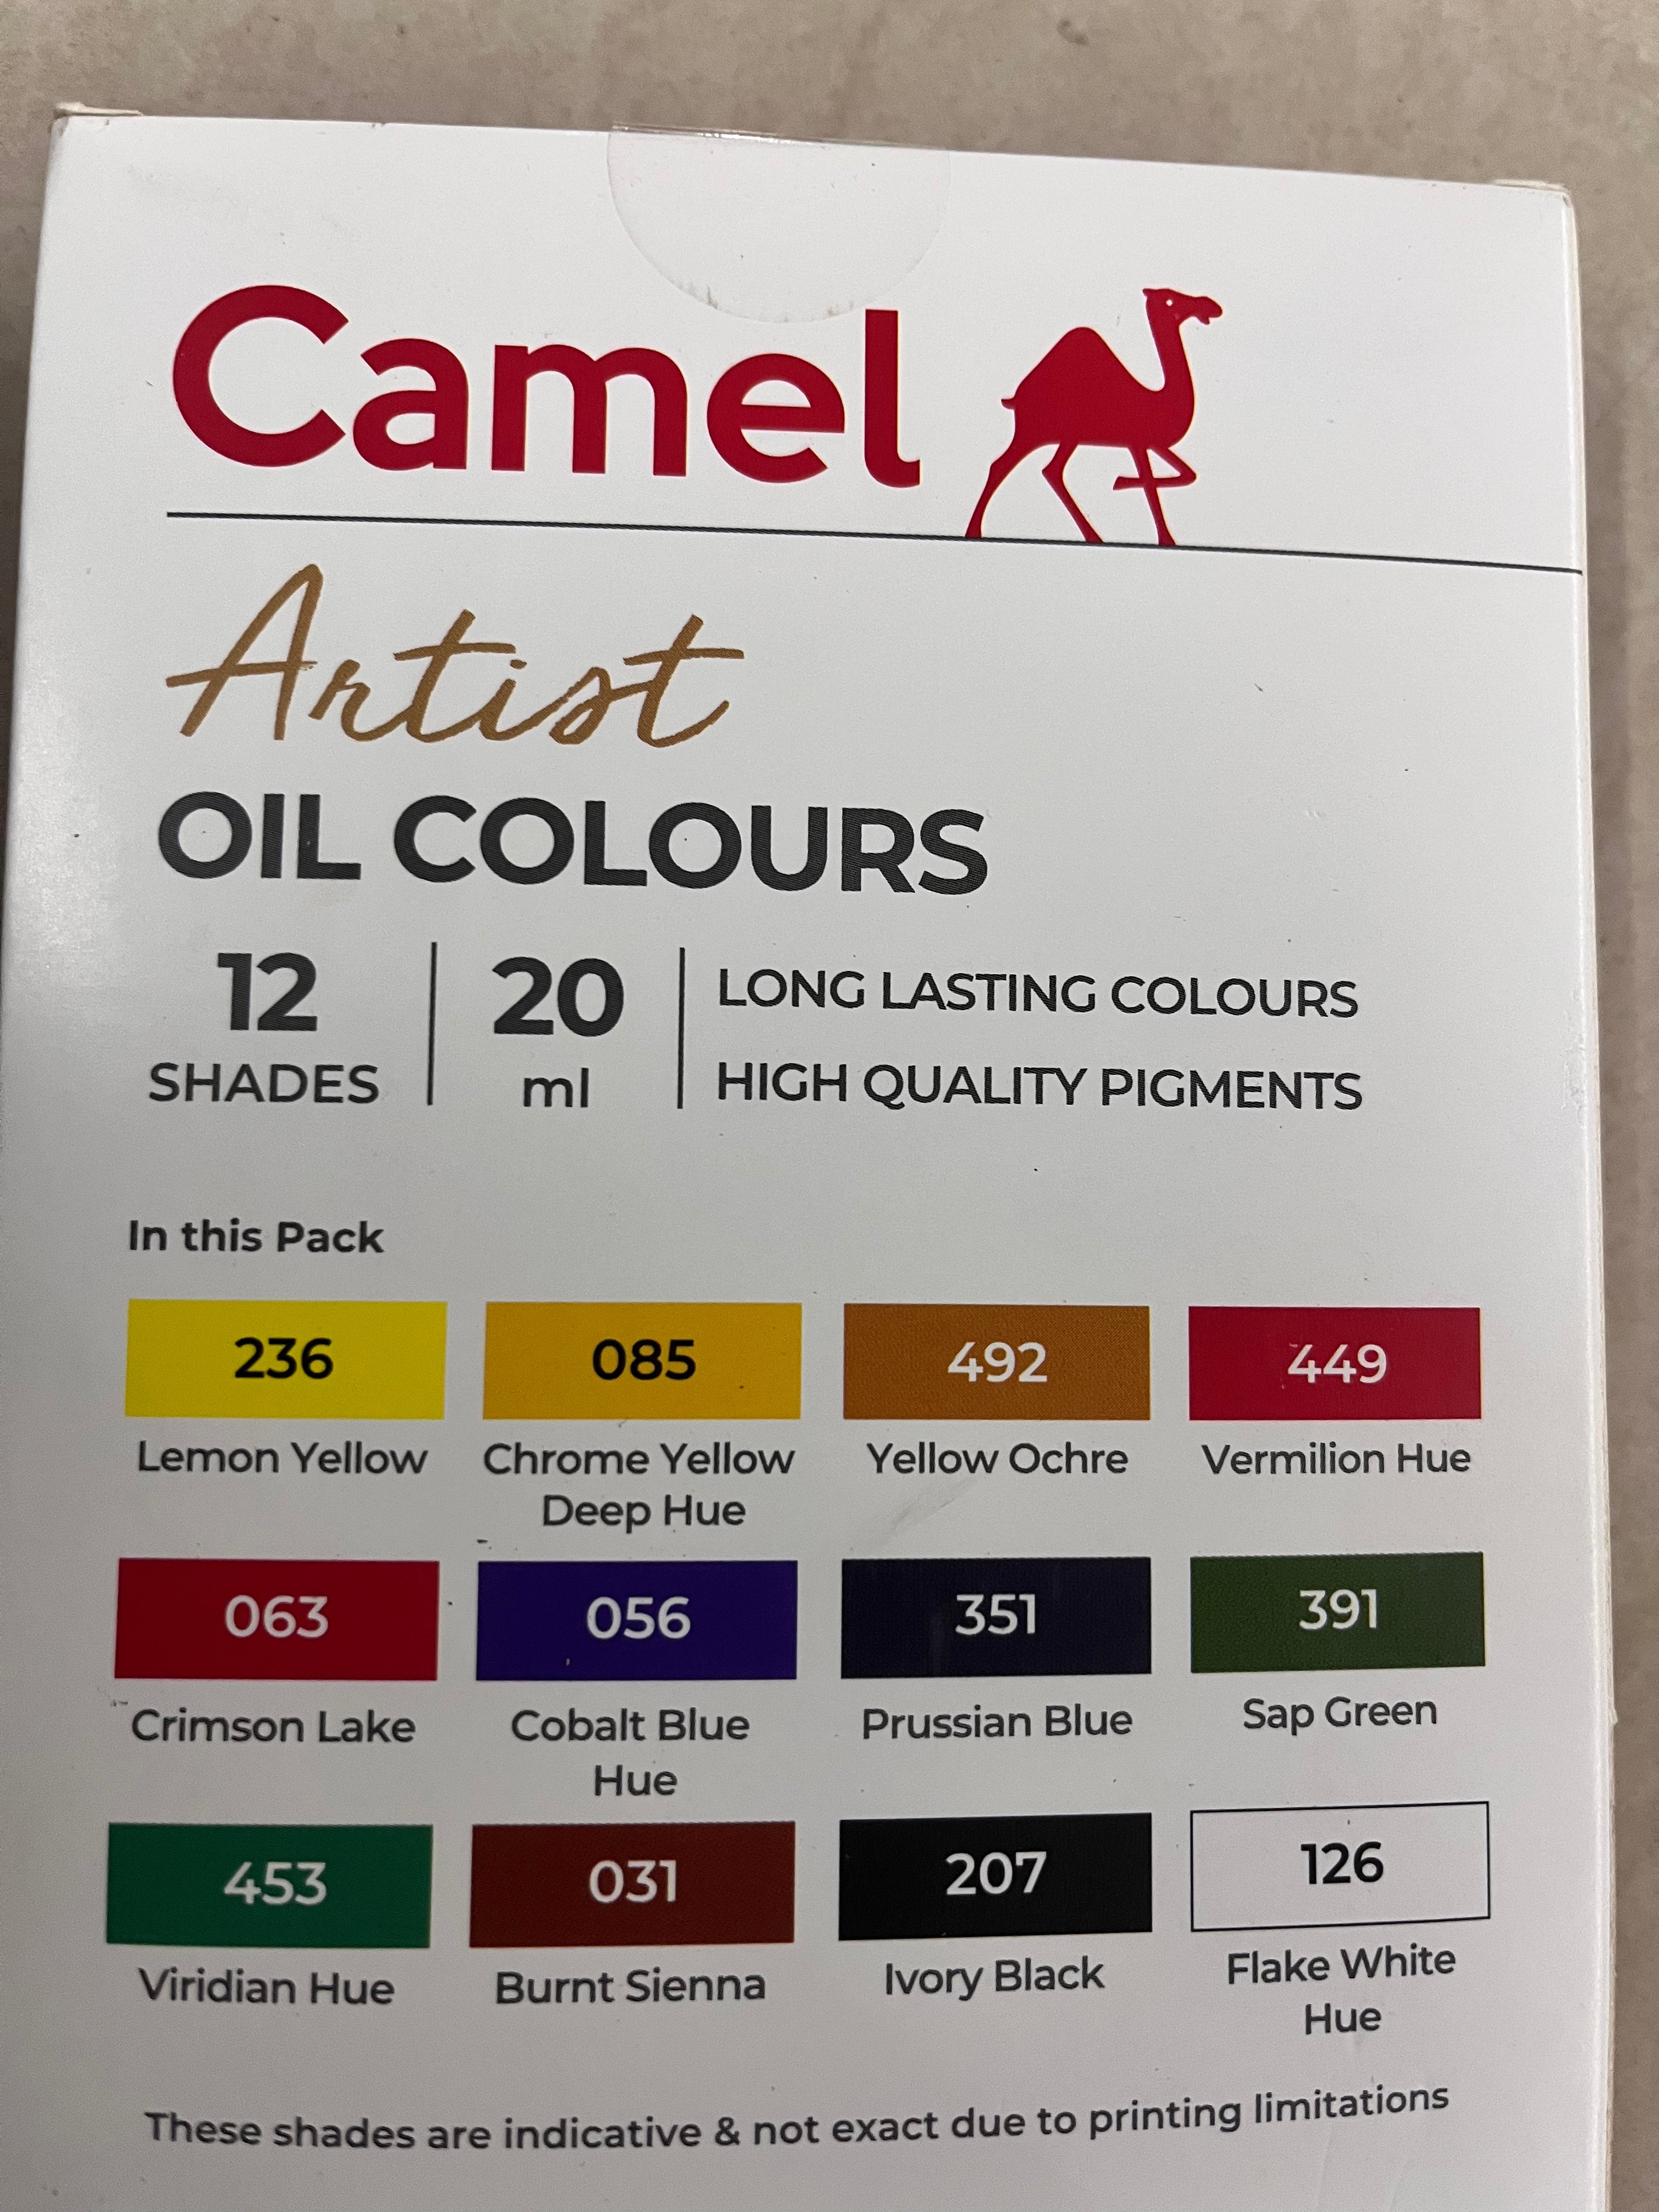 Camel
Artist
OIL COLOURS
12
SHADES
20
ml
LONG LASTING COLOURS
HIGH QUALITY PIGMENTS
In this Pack
236
085
492
449
Lemon Yellow
Chrome Yellow
Deep Hue
Yellow Ochre
Vermilion Hue
063
056
351
391
Crimson Lake
Cobalt Blue
Hue
Prussian Blue
Sap Green
453
031
207
126
Viridian Hue
Burnt Sienna
Ivory Black
Flake White
Hue
These shades are indicative & not exact due to printing limitations